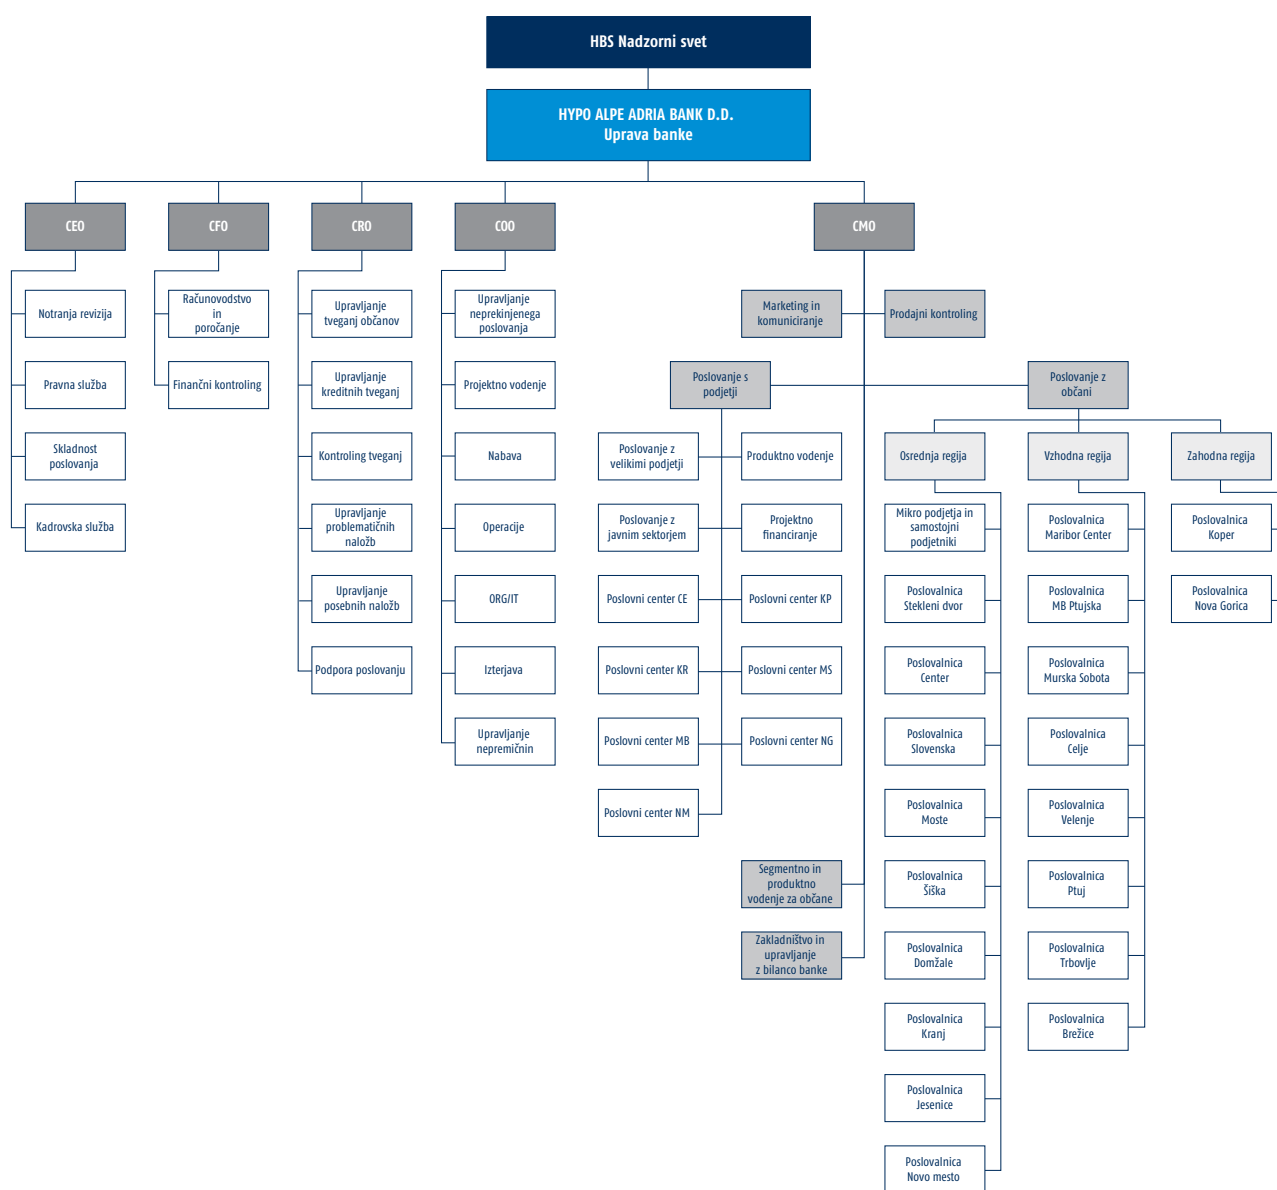 HBS Nadzorni svet
HYPO ALPE ADRIA BANK D.D.
Uprava banke
CEO
CFO
CRO
COO
CMO
Notranja revizija
Pravna služba
Skladnost
poslovanja
Kadrovska služba
Računovodstvo
in
poročanje
Finančni kontroling
Upravljanje
tveganj občanov
Upravljanje
kreditnih tveganj
Kontroling tveganj
Upravljanje
problematičnih
naložb
Upravljanje
posebnih naložb
Podpora poslovanju
Upravljanje
neprekinjenega
poslovanja
Projektno vodenje
Nabava
Operacije
ORG/IT
Izterjava
Upravljanje
nepremičnin
Marketing in
komuniciranje
Prodajni kontroling
Poslovanje s
podjetji
Poslovanje z
velikimi podjetji
Produktno vodenje
Poslovanje z
javnim sektorjem
Projektno
financiranje
Poslovni center CE
Poslovni center KP
Poslovni center KR
Poslovni center MS
Poslovni center MB
Poslovni center NG
Poslovni center NM
Segmentno in
produktno
vodenje za občane
Zakladništvo in
upravljanje
z bilanco banke
Poslovanje z
občani
Osrednja regija
Mikro podjetja in
samostojni
podjetniki
Poslovalnica
Stekleni dvor
Poslovalnica
Center
Poslovalnica
Slovenska
Poslovalnica
Moste
Poslovalnica
Šiška
Poslovalnica
Domžale
Poslovalnica
Kranj
Poslovalnica
Jesenice
Poslovalnica
Novo mesto
Vzhodna regija
Poslovalnica
Maribor Center
Poslovalnica
MB Ptujska
Poslovalnica
Murska Sobota
Poslovalnica
Celje
Poslovalnica
Velenje
Poslovalnica
Ptuj
Poslovalnica
Trbovlje
Poslovalnica
Brežice
Zahodna regija
Poslovalnica
Koper
Poslovalnica
Nova Gorica